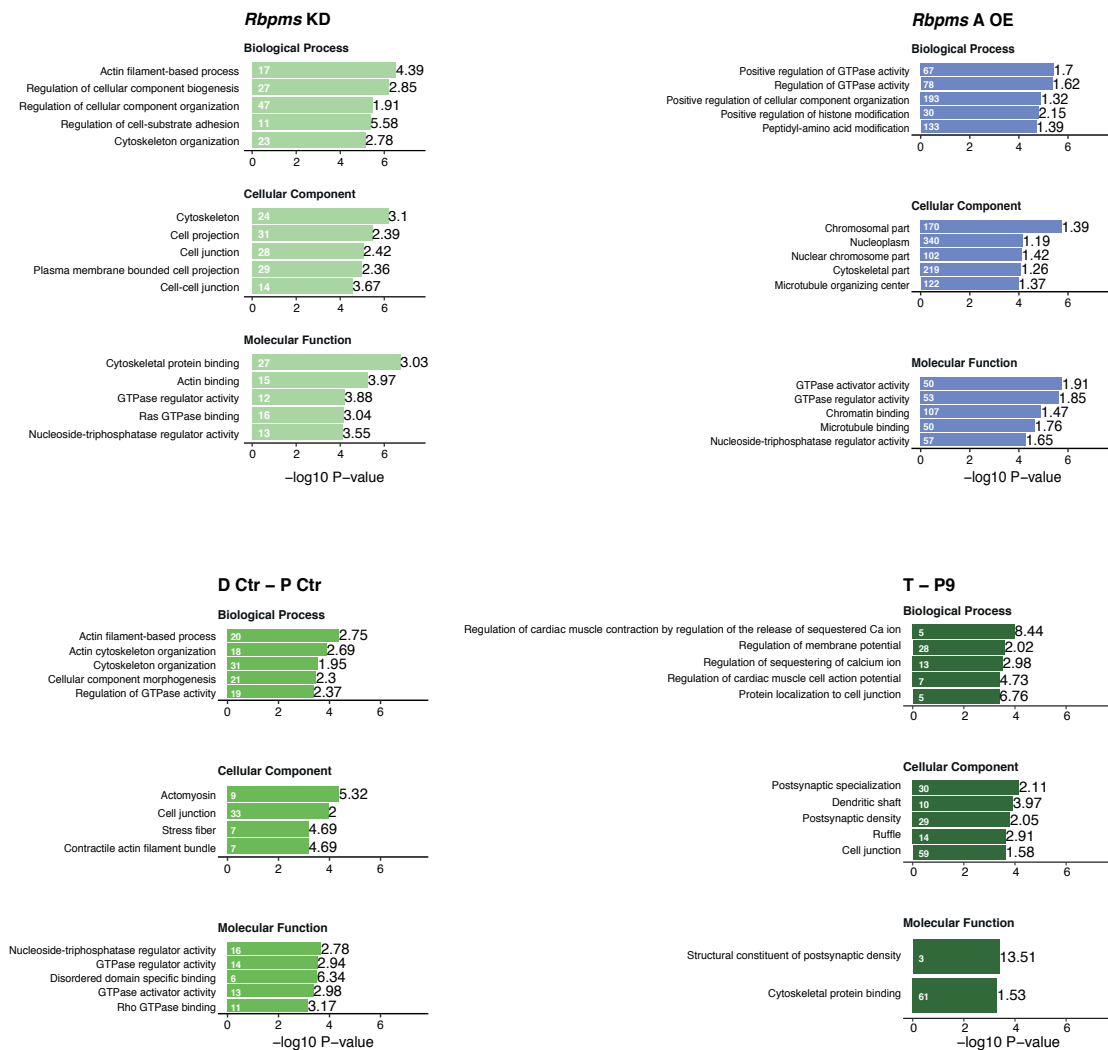 Rbpms KD
Biological Process
Actin filament-based process 17 4.39
Regulation of cellular component biogenesis 27 2.85
Regulation of cellular component organization 47 1.91
Regulation of cell-substrate adhesion 11 5.58
Cytoskeleton organization 23 2.78
0 2 4 6
Cellular Component
Cytoskeleton 24 3.1
Cell projection 31 2.39
Cell junction 28 2.42
Plasma membrane bounded cell projection 29 2.36
Cell-cell junction 14 3.67
0 2 4 6
Molecular Function
Cytoskeletal protein binding 27 3.03
Actin binding 15 3.97
GTPase regulator activity 12 3.88
Ras GTPase binding 16 3.04
Nucleoside-triphosphatase regulator activity 13 3.55
0 2 4 6
−log10 P−value
Rbpms A OE
Biological Process
Positive regulation of GTPase activity 67 1.7
Regulation of GTPase activity 78 1.62
Positive regulation of cellular component organization 193 1.32
Positive regulation of histone modification 30 2.15
Peptidyl-amino acid modification 133 1.39
0 2 4 6
Cellular Component
Chromosomal part 170 1.39
Nucleoplasm 340 1.19
Nuclear chromosome part 102 1.42
Cytoskeletal part 219 1.26
Microtubule organizing center 122 1.37
0 2 4 6
Molecular Function
GTPase activator activity 50 1.91
GTPase regulator activity 53 1.85
Chromatin binding 107 1.47
Microtubule binding 50 1.76
Nucleoside-triphosphatase regulator activity 57 1.65
0 2 4 6
−log10 P−value
D Ctr − P Ctr
Biological Process
Actin filament-based process 20 2.75
Actin cytoskeleton organization 18 2.69
Cytoskeleton organization 31 1.95
Cellular component morphogenesis 21 2.3
Regulation of GTPase activity 19 2.37
0 2 4 6
Cellular Component
Actomyosin 9 5.32
Cell junction 33 2
Stress fiber 7 4.69
Contractile actin filament bundle 7 4.69
0 2 4 6
Molecular Function
Nucleoside-triphosphatase regulator activity 16 2.78
GTPase regulator activity 14 2.94
Disordered domain specific binding 6 6.34
GTPase activator activity 13 2.98
Rho GTPase binding 11 3.17
0 2 4 6
−log10 P−value
T − P9
Biological Process
Regulation of cardiac muscle contraction by regulation of the release of sequestered Ca ion 5 8.44
Regulation of membrane potential 28 2.02
Regulation of sequestering of calcium ion 13 2.98
Regulation of cardiac muscle cell action potential 7 4.73
Protein localization to cell junction 5 6.76
0 2 4 6
Cellular Component
Postsynaptic specialization 30 2.11
Dendritic shaft 10 3.97
Postsynaptic density 29 2.05
Ruffle 14 2.91
Cell junction 59 1.58
0 2 4 6
Molecular Function
Structural constituent of postsynaptic density 3 13.51
Cytoskeletal protein binding 61 1.53
0 2 4 6
−log10 P−value